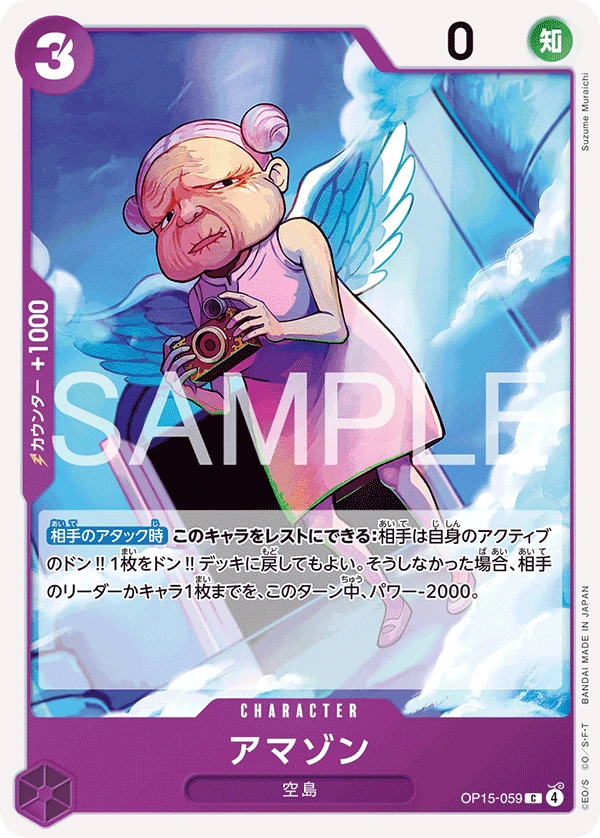 3
0
知
Suzume Muraichi
カウンター +1000
SAMPLE
相手のアタック時 このキャラをレストにできる：相手は自身のアクティブ
のドン!!1枚をドン!!デッキに戻してもよい。そうしなかった場合、相手
のリーダーかキャラ1枚までを、このターン中、パワー-2000。
CHARACTER
アマゾン
空島
OP15-059 C 4
©E.O/S ©O/S・F・T BANDAI MADE IN JAPAN